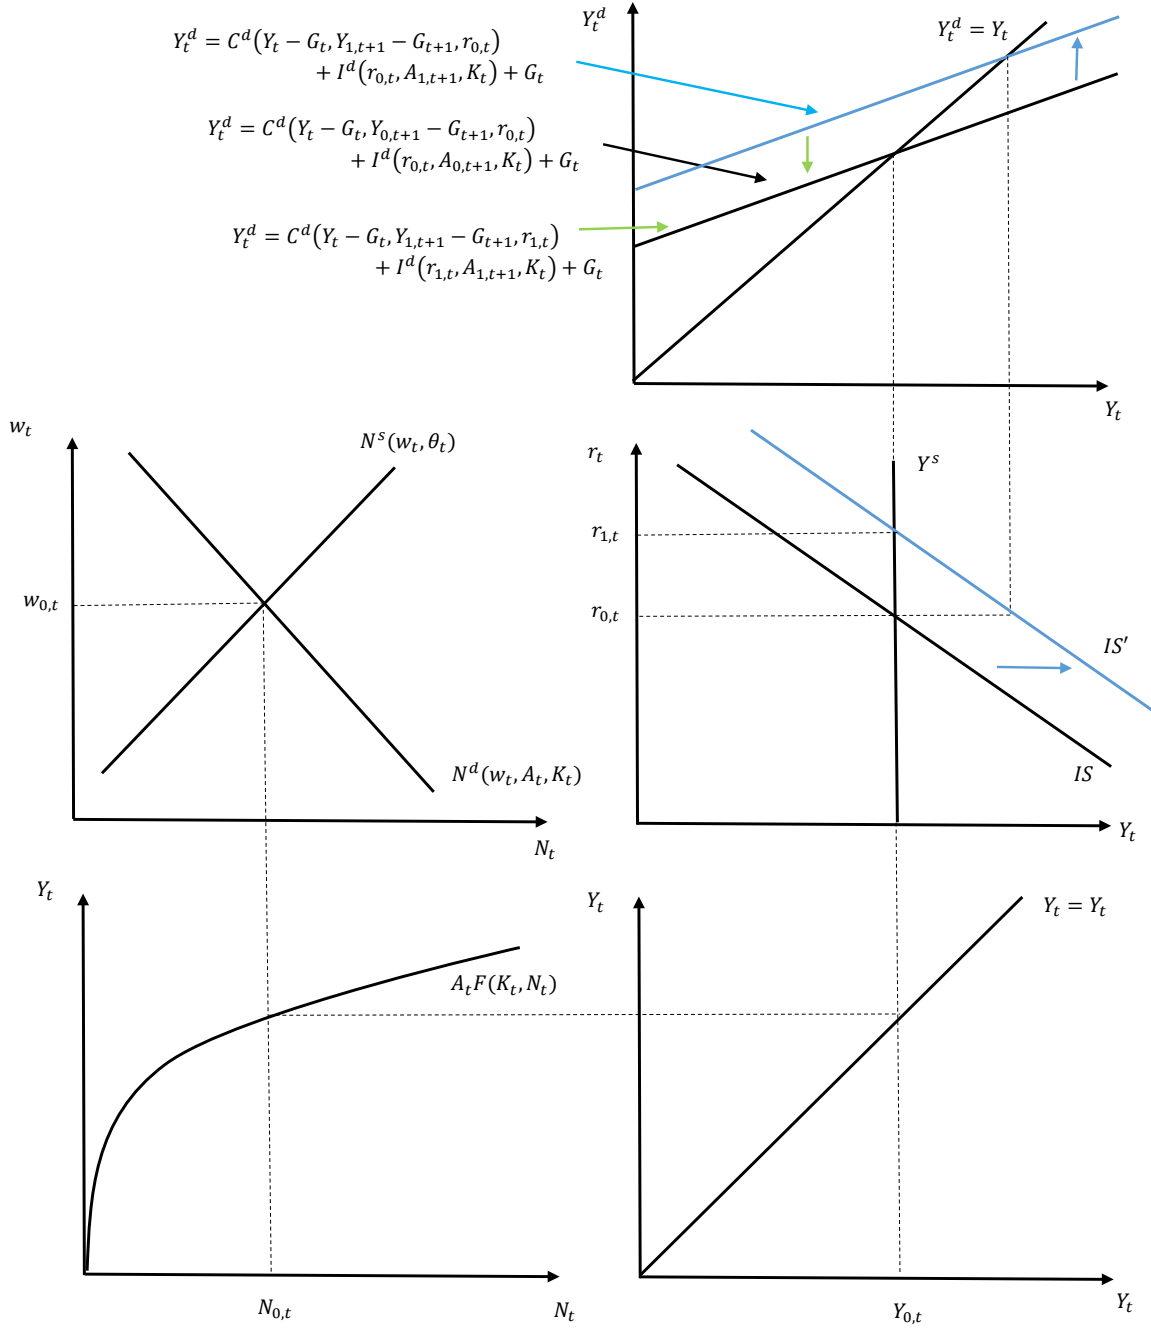 Y_t^d
Y_t^d = Y_t
Y_t^d = C^d(Y_t − G_t, Y_{1,t+1} − G_{t+1}, r_{0,t})
+ I^d(r_{0,t}, A_{1,t+1}, K_t) + G_t
Y_t^d = C^d(Y_t − G_t, Y_{0,t+1} − G_{t+1}, r_{0,t})
+ I^d(r_{0,t}, A_{0,t+1}, K_t) + G_t
Y_t^d = C^d(Y_t − G_t, Y_{1,t+1} − G_{t+1}, r_{1,t})
+ I^d(r_{1,t}, A_{1,t+1}, K_t) + G_t
Y_t
w_t
N^s(w_t, θ_t)
w_{0,t}
N^d(w_t, A_t, K_t)
N_t
r_t
Y^s
r_{1,t}
r_{0,t}
IS′
IS
Y_t
Y_t
A_tF(K_t, N_t)
N_{0,t}
N_t
Y_t
Y_t = Y_t
Y_{0,t}
Y_t